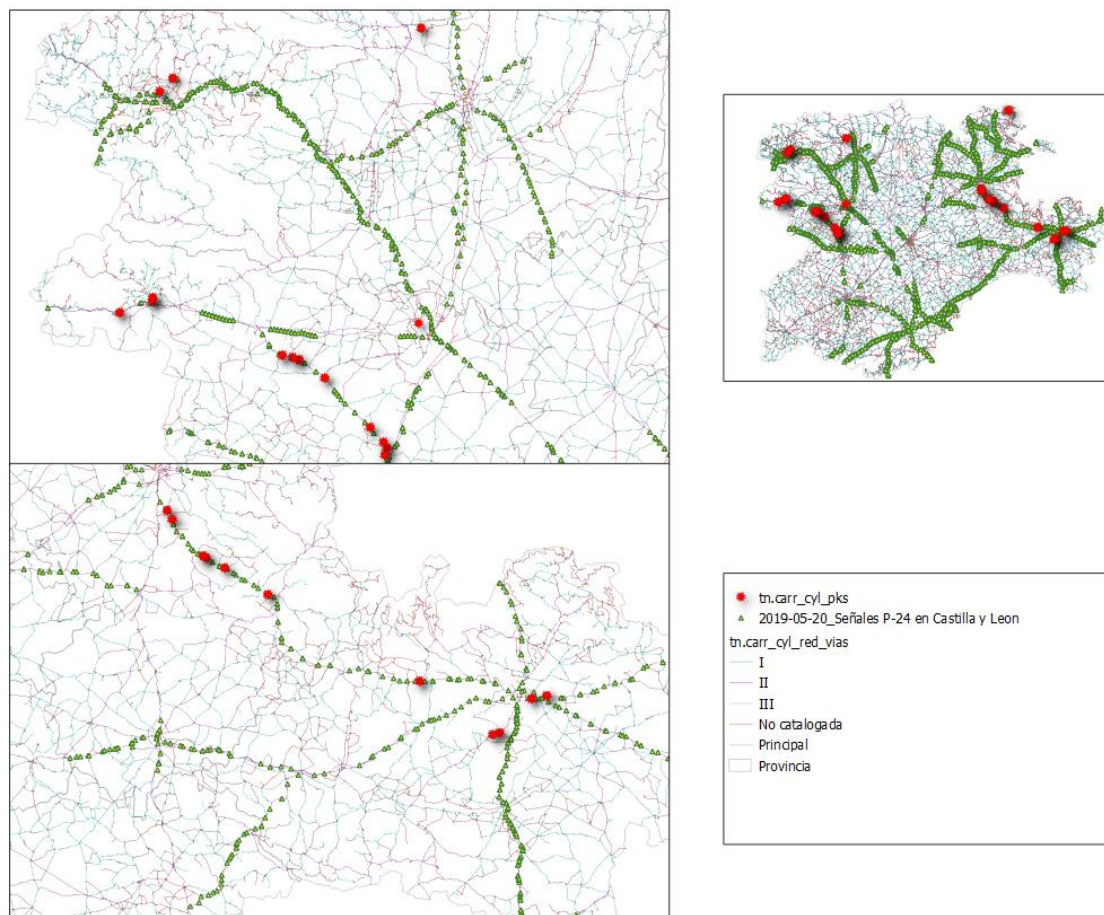 tn.carr_cyl_pks
2019-05-20_Señales P-24 en Castilla y Leon
tn.carr_cyl_red_vias
I
II
III
No catalogada
Principal
Provincia